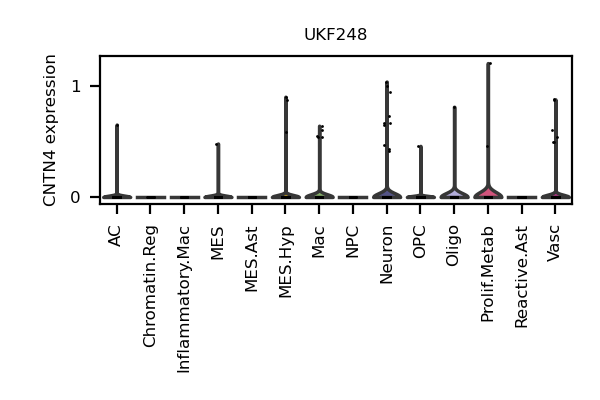 UKF248
CNTN4 expression
1
0
AC
Chromatin.Reg
Inflammatory.Mac
MES
MES.Ast
MES.Hyp
Mac
NPC
Neuron
OPC
Oligo
Prolif.Metab
Reactive.Ast
Vasc